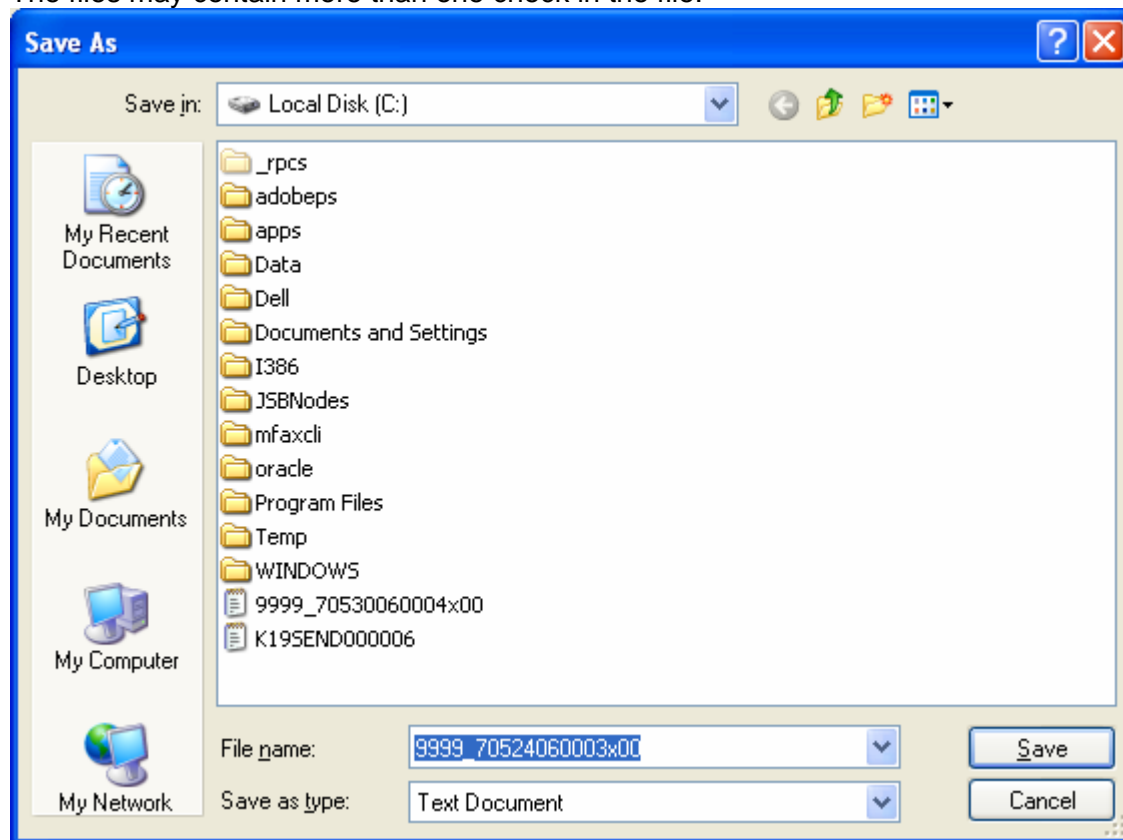 The files may contain more than one check in the file.
Save As
Save in:
Local Disk (C:)
My Recent
Documents
Desktop
My Documents
My Computer
My Network
_rpcs
adobeps
apps
Data
Dell
Documents and Settings
I386
JSBNodes
mfaxcli
oracle
Program Files
Temp
WINDOWS
9999_70530060004x00
K19SEND000006
File name:
9999_70524060003x00
Save
Save as type:
Text Document
Cancel